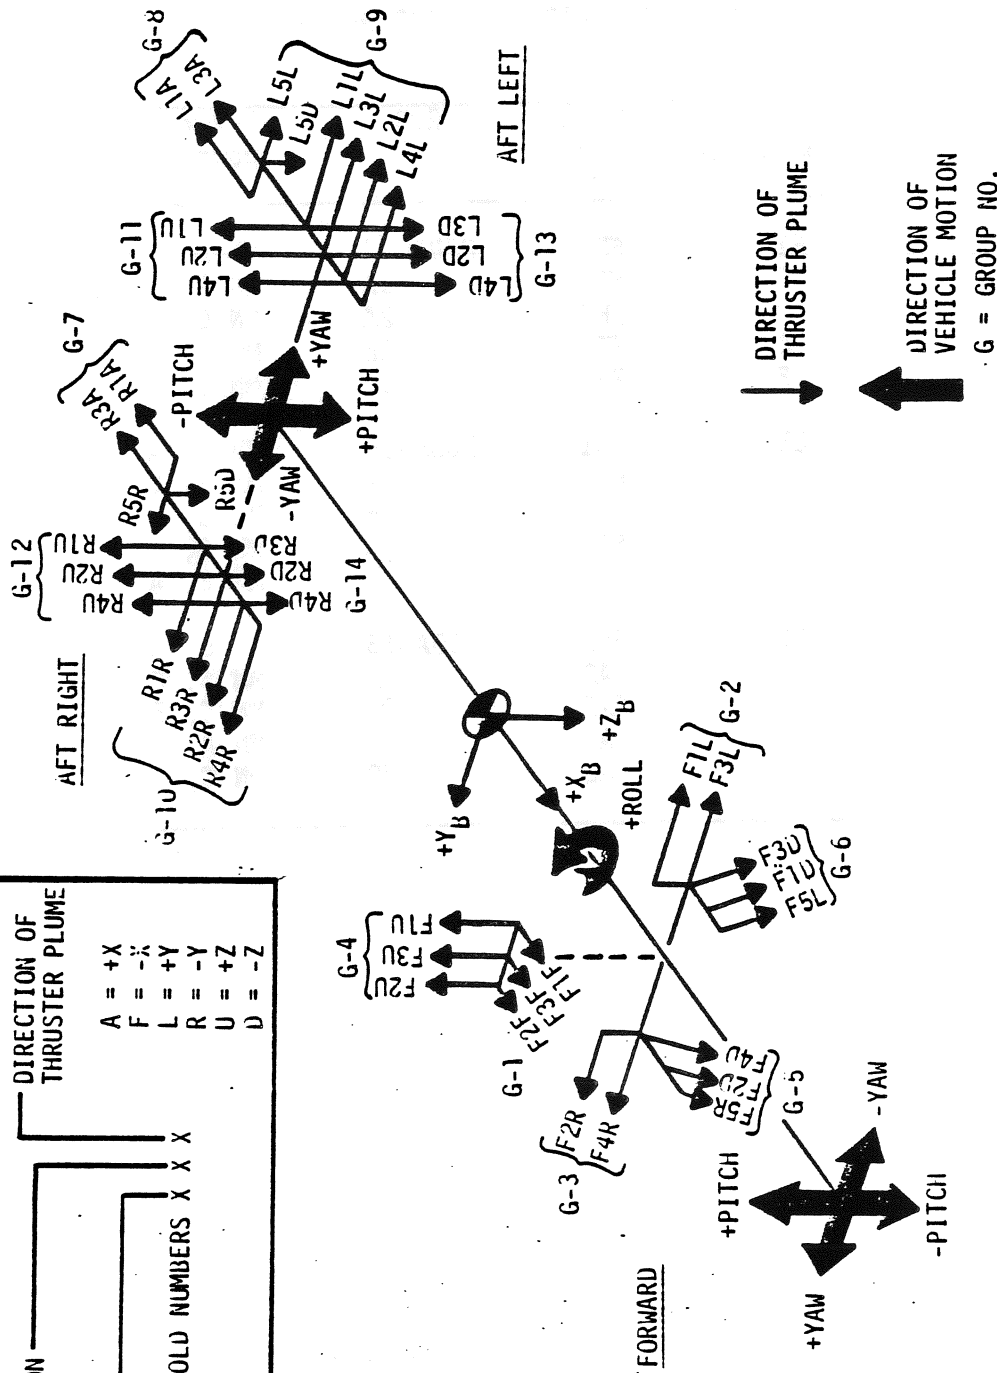 ON
DIRECTION OF
THRUSTER PLUME
OLD NUMBERS X X X
A = +X
F = -X
L = +Y
R = -Y
U = +Z
D = -Z
G-8
L1A
L3A
G-9
L5L
L5D
L1L
L3L
L2L
L4L
AFT LEFT
G-11
L1U
L2U
L4U
L3D
L2D
L4D
G-13
G-7
R3A
R1A
-PITCH
+YAW
+PITCH
-YAW
R5R
R5D
G-12
R1U
R2U
R4U
R3D
R2D
R4D
G-14
AFT RIGHT
R1R
R3R
R2R
R4R
G-10
+YB
+ZB
+XB
+ROLL
G-2
F1L
F3L
F3D
F1D
F5L
G-6
G-4
F1U
F3U
F2U
F1F
F3F
F2F
G-1
G-3
F2R
F4R
F4D
F2D
F5R
G-5
+PITCH
-YAW
+YAW
-PITCH
FORWARD
DIRECTION OF
THRUSTER PLUME
DIRECTION OF
VEHICLE MOTION
G = GROUP NO.